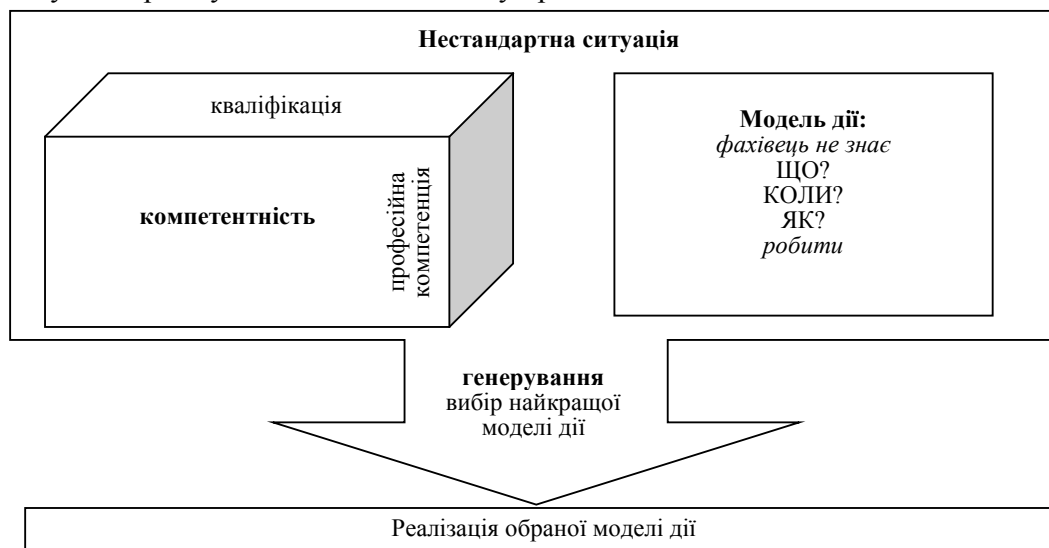 Нестандартна ситуація
кваліфікація
компетентність
професійна
компетенція
Модель дії:
фахівець не знає
ЩО?
КОЛИ?
ЯК?
робити
генерування
вибір найкращої
моделі дії
Реалізація обраної моделі дії